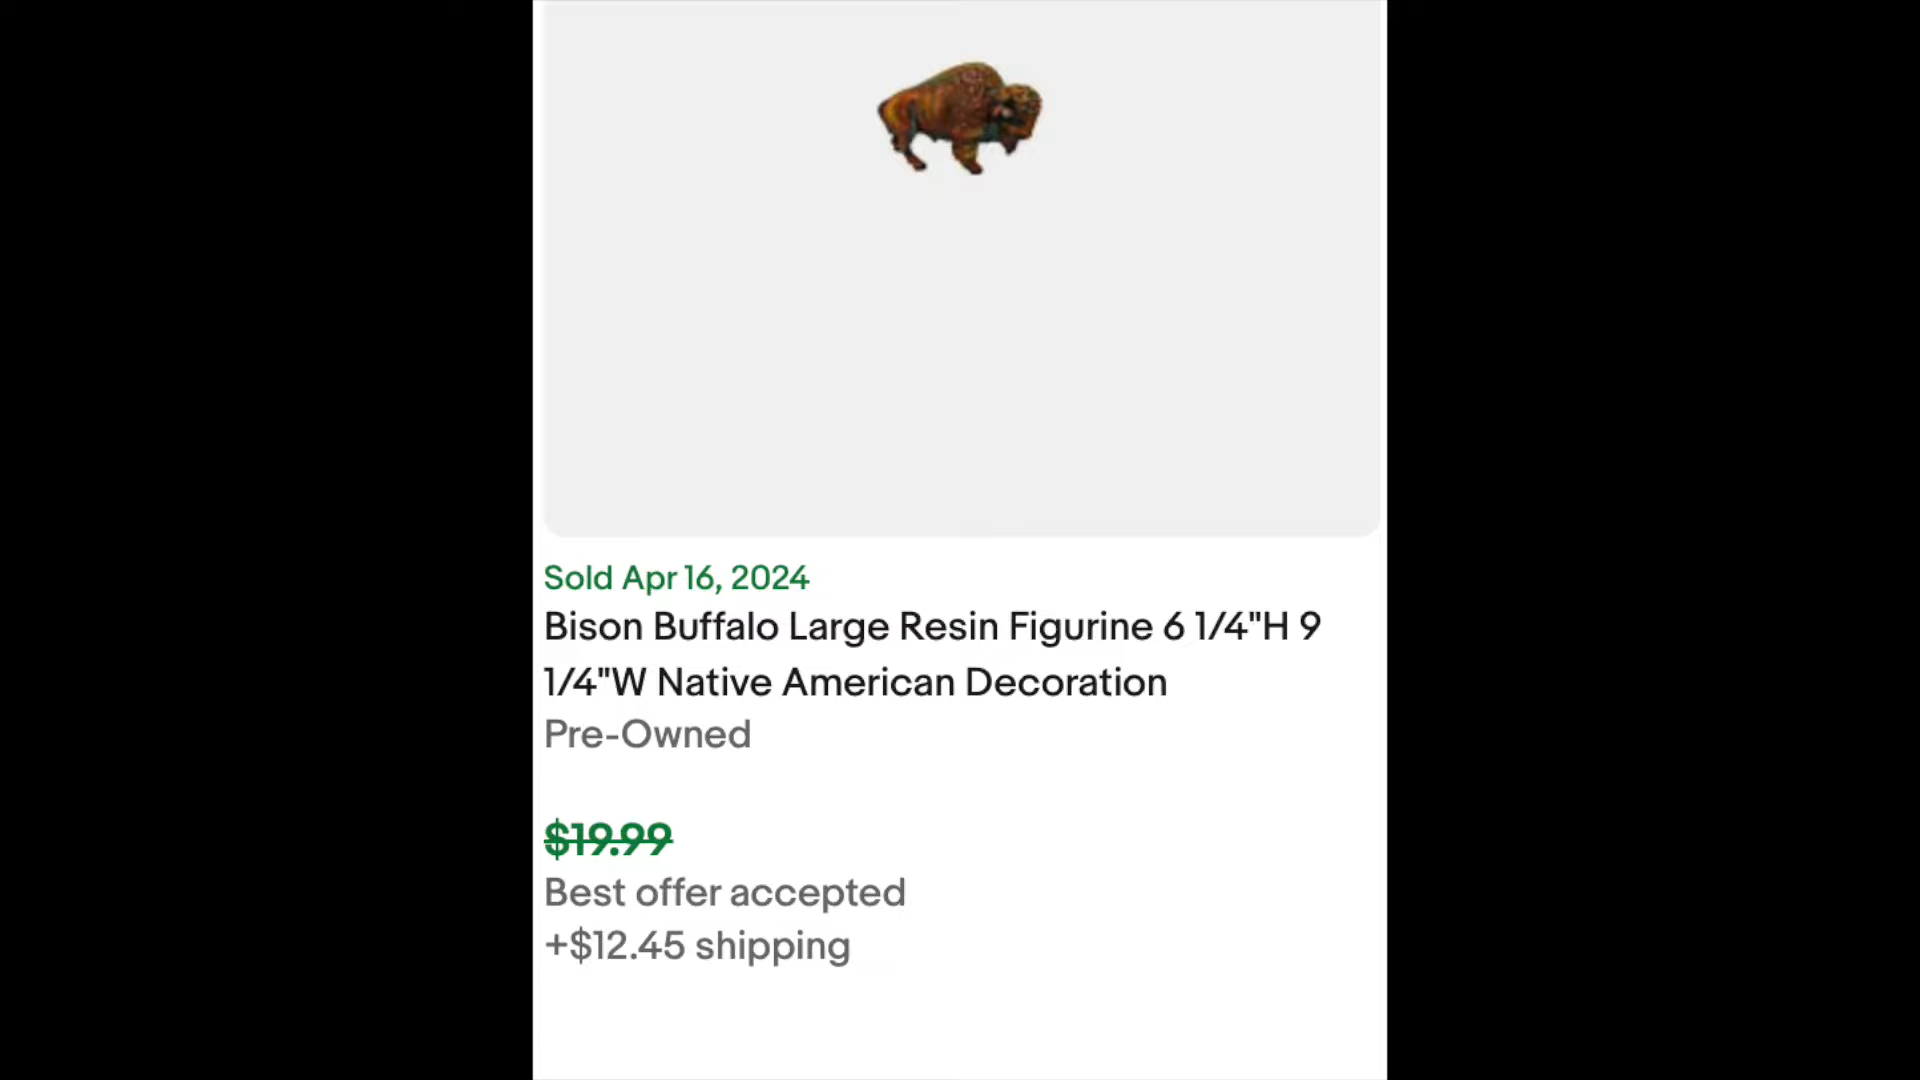 Sold Apr 16, 2024
Bison Buffalo Large Resin Figurine 6 1/4"H 9
1/4"W Native American Decoration
Pre-Owned
$19.99
Best offer accepted
+$12.45 shipping